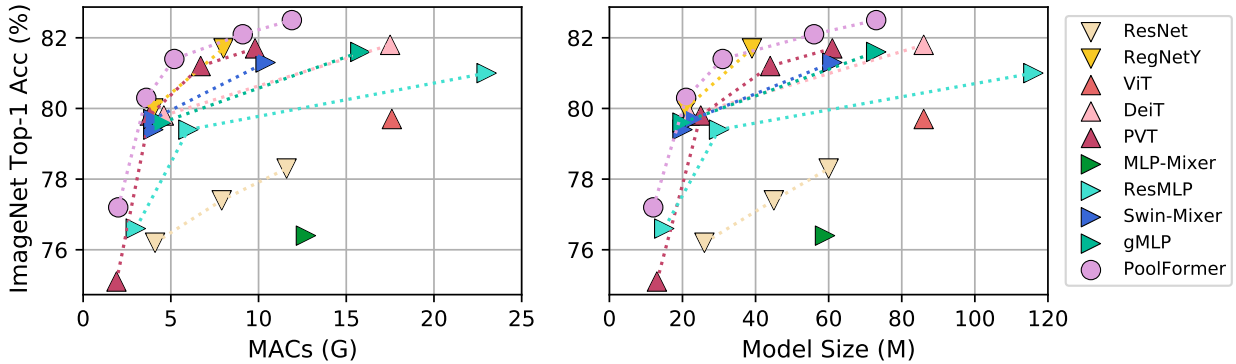 ImageNet Top-1 Acc (%)
82
80
78
76
0 5 10 15 20 25
MACs (G)
82
80
78
76
0 20 40 60 80 100 120
Model Size (M)
ResNet
RegNetY
ViT
DeiT
PVT
MLP-Mixer
ResMLP
Swin-Mixer
gMLP
PoolFormer